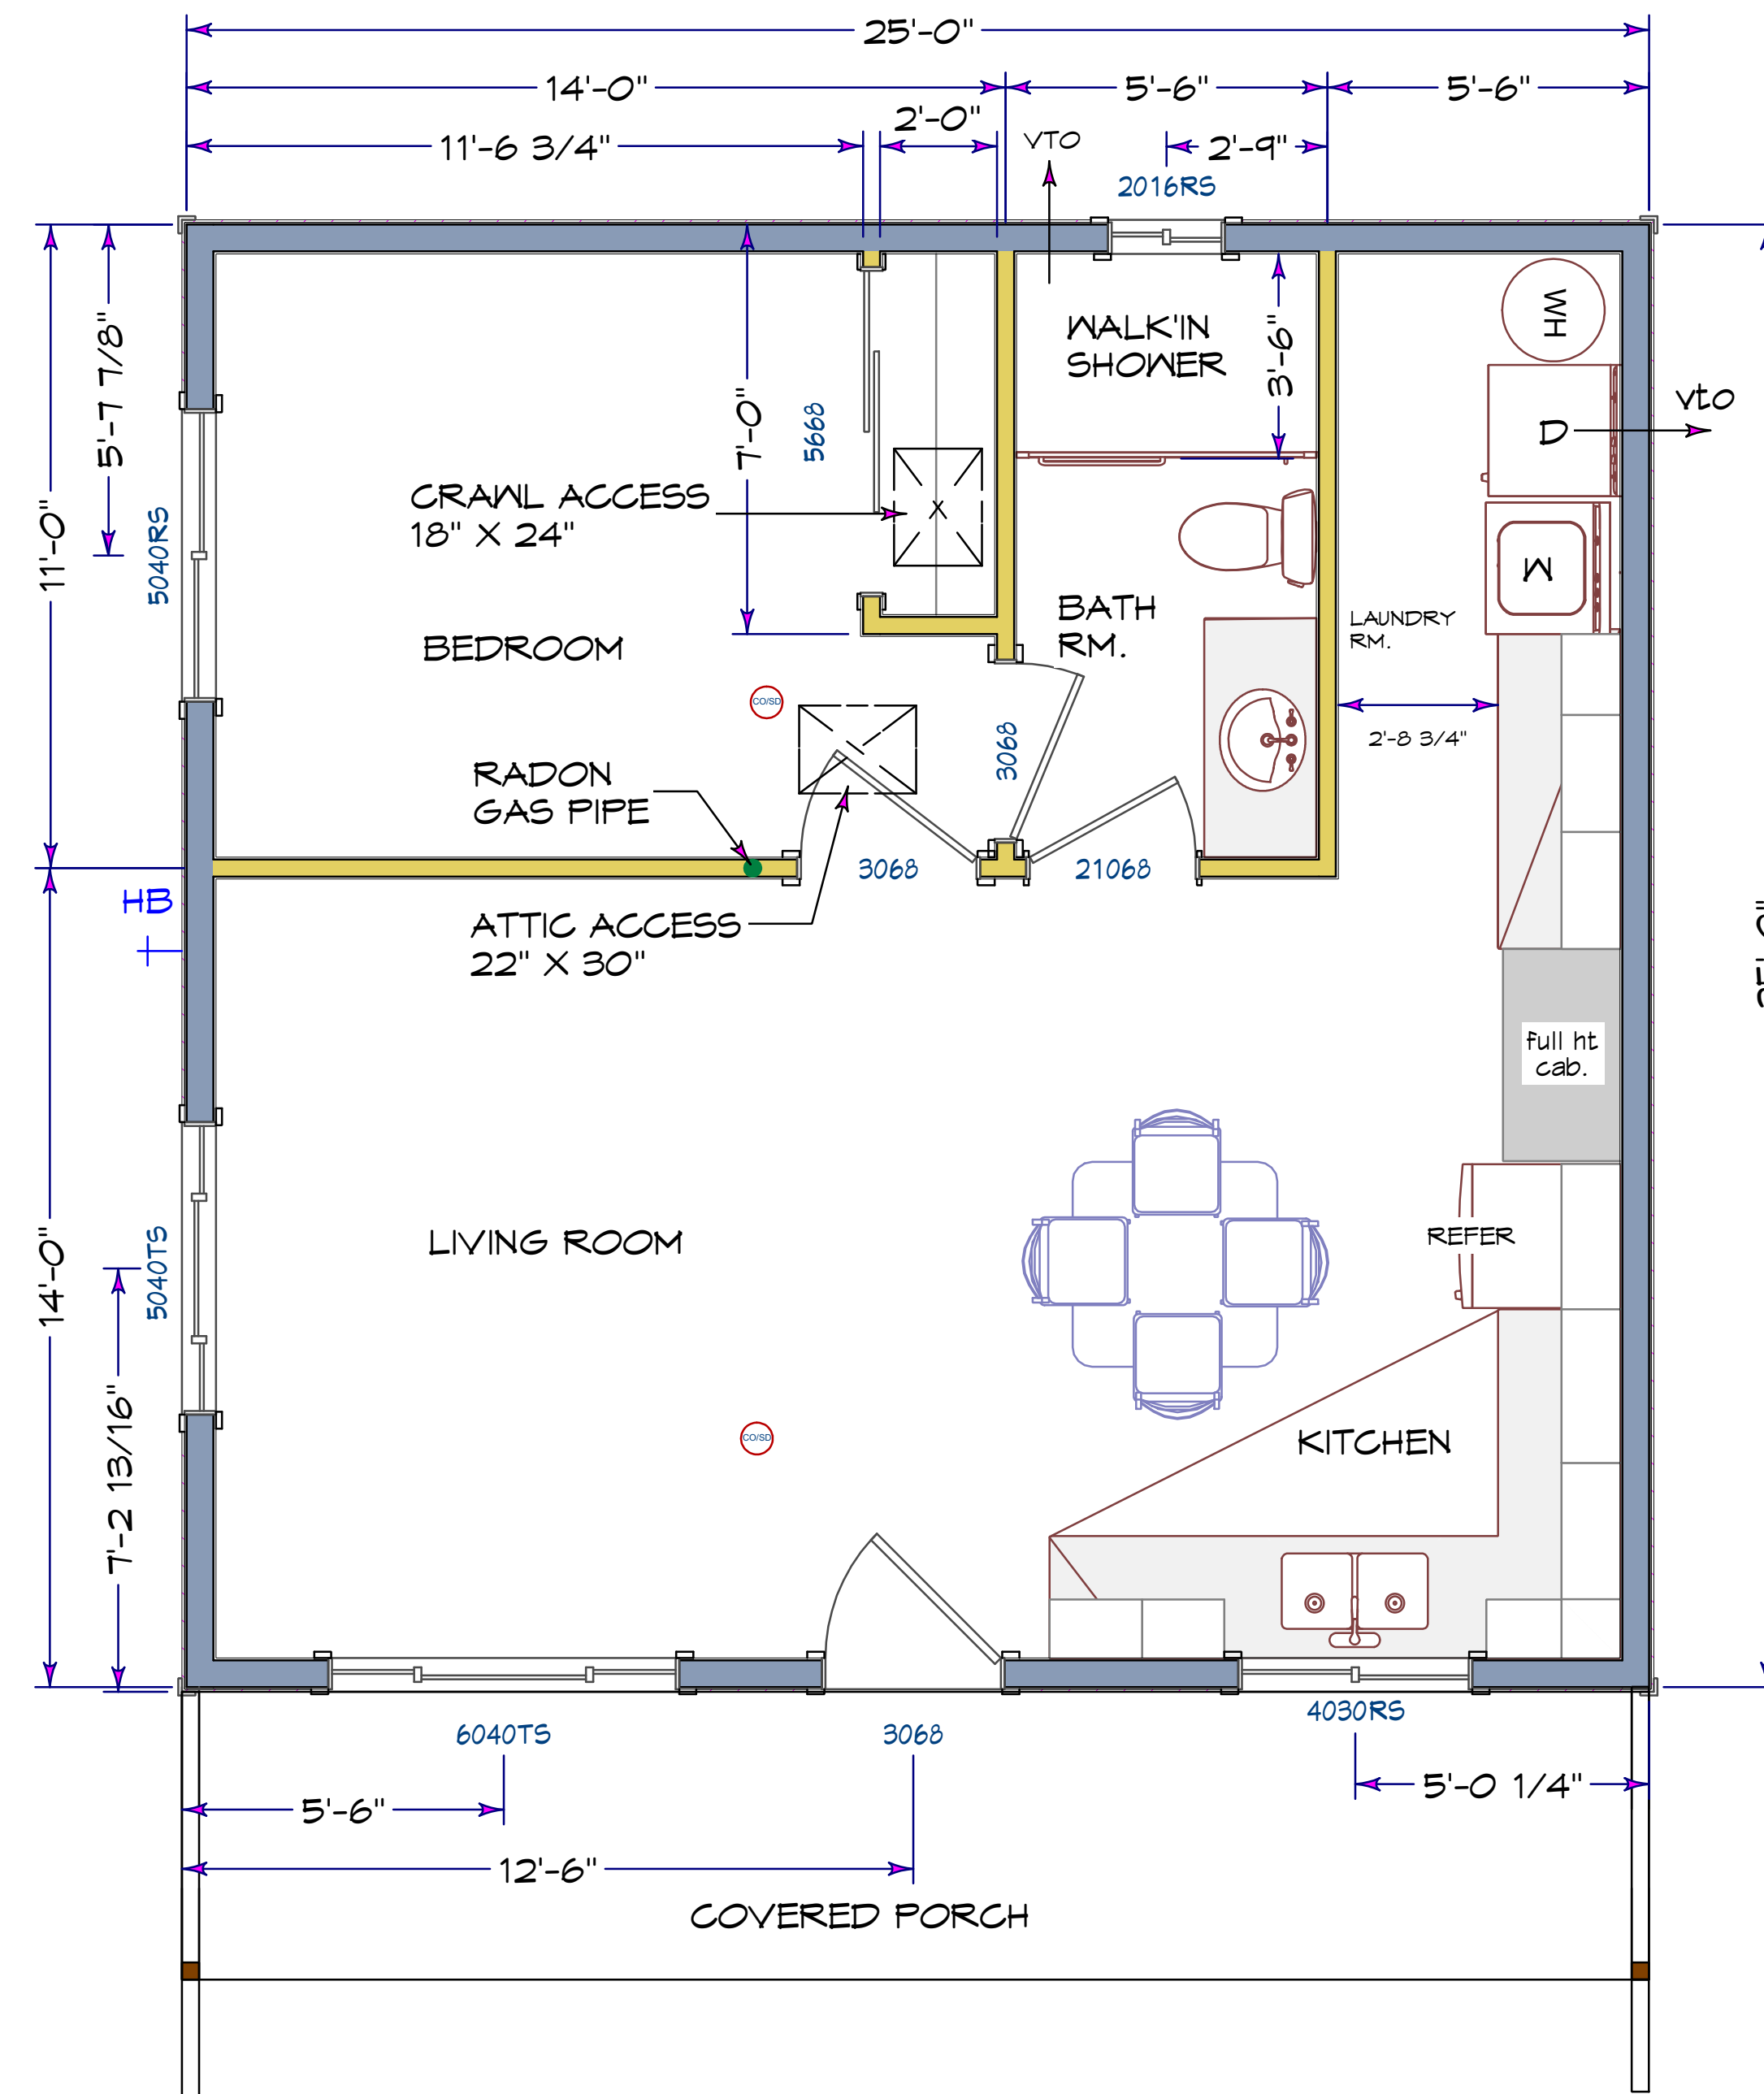 25'-0"
14'-0"
5'-6"
5'-6"
11'-6 3/4"
2'-0"
VTO
2'-9"
2016RS
5'-7 7/8"
11'-0"
5040RS
7'-0"
5668
WALK'IN
SHOWER
3'-6"
WH
D
vto
CRAWL ACCESS
18" X 24"
X
W
BEDROOM
BATH
RM.
LAUNDRY
RM.
CO/SD
2'-8 3/4"
3068
RADON
GAS PIPE
3068
21068
HB
ATTIC ACCESS
22" X 30"
full ht
cab.
14'-0"
5040TS
LIVING ROOM
REFER
7'-2 13/16"
CO/SD
KITCHEN
6040TS
3068
4030RS
5'-0 1/4"
5'-6"
12'-6"
COVERED PORCH